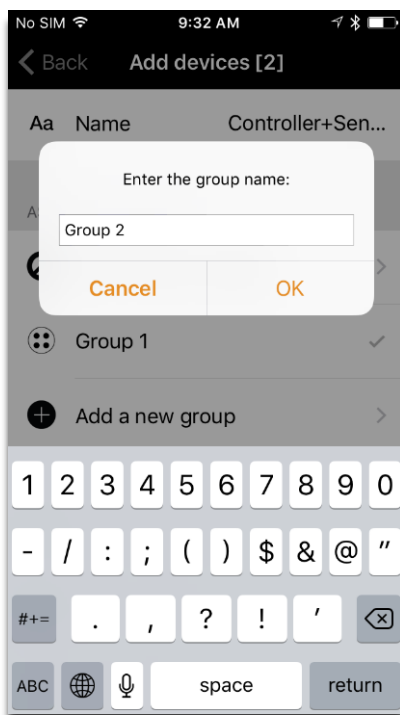 No SIM 9:32 AM
Back Add devices [2]
Aa Name Controller+Sen...
Enter the group name:
A
Group 2
Cancel OK
Group 1
Add a new group
1 2 3 4 5 6 7 8 9 0
- / : ; ( ) $ & @ "
#+= . , ? ! '
ABC space return